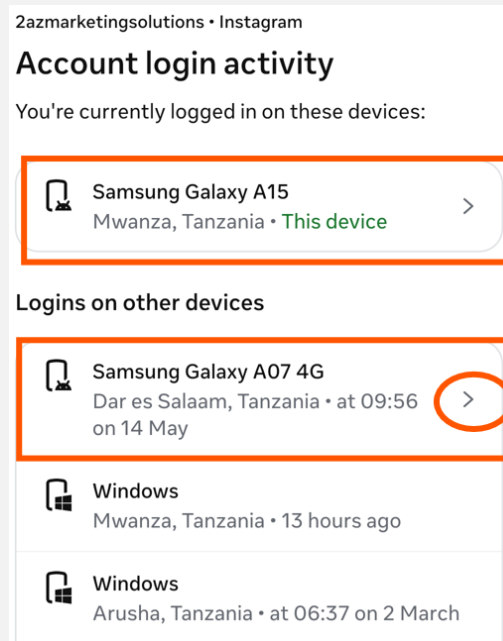 2azmarketingsolutions • Instagram
Account login activity
You're currently logged in on these devices:
Samsung Galaxy A15
Mwanza, Tanzania • This device
Logins on other devices
Samsung Galaxy A07 4G
Dar es Salaam, Tanzania • at 09:56
on 14 May
Windows
Mwanza, Tanzania • 13 hours ago
Windows
Arusha, Tanzania • at 06:37 on 2 March